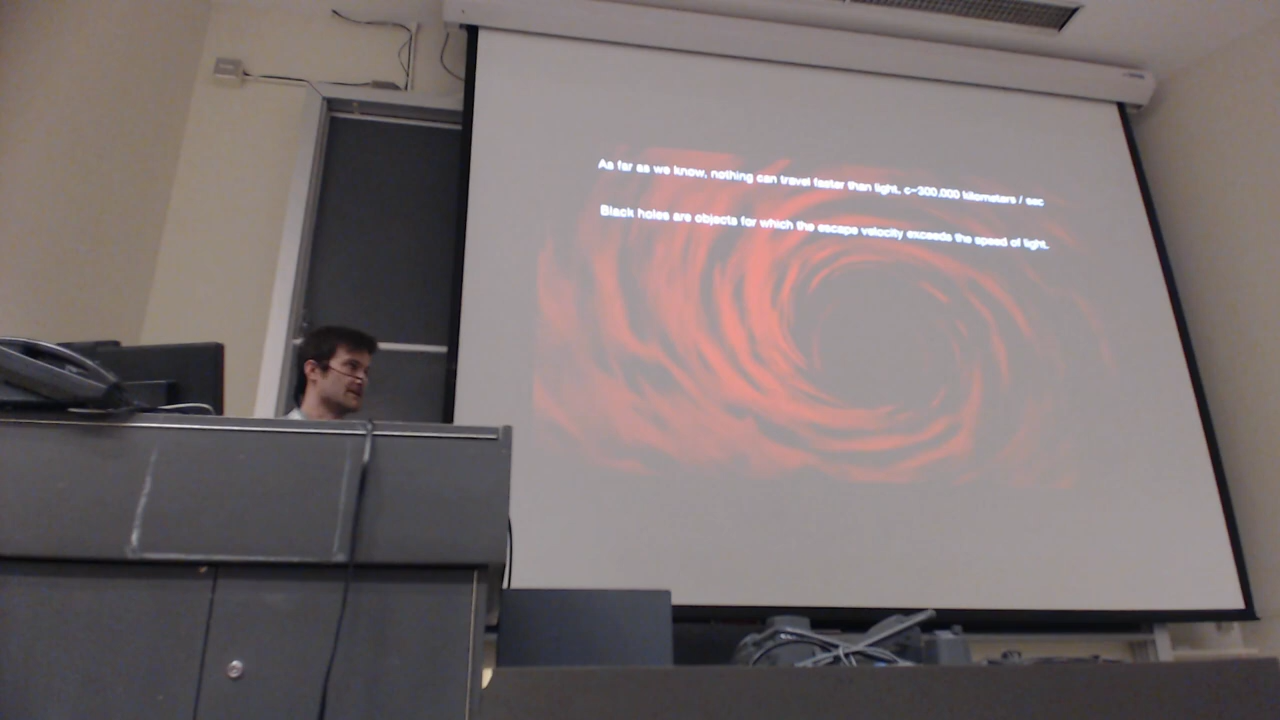 As far as we know, nothing can travel faster than light, c~300,000 kilometers / sec
Black holes are objects for which the escape velocity exceeds the speed of light.